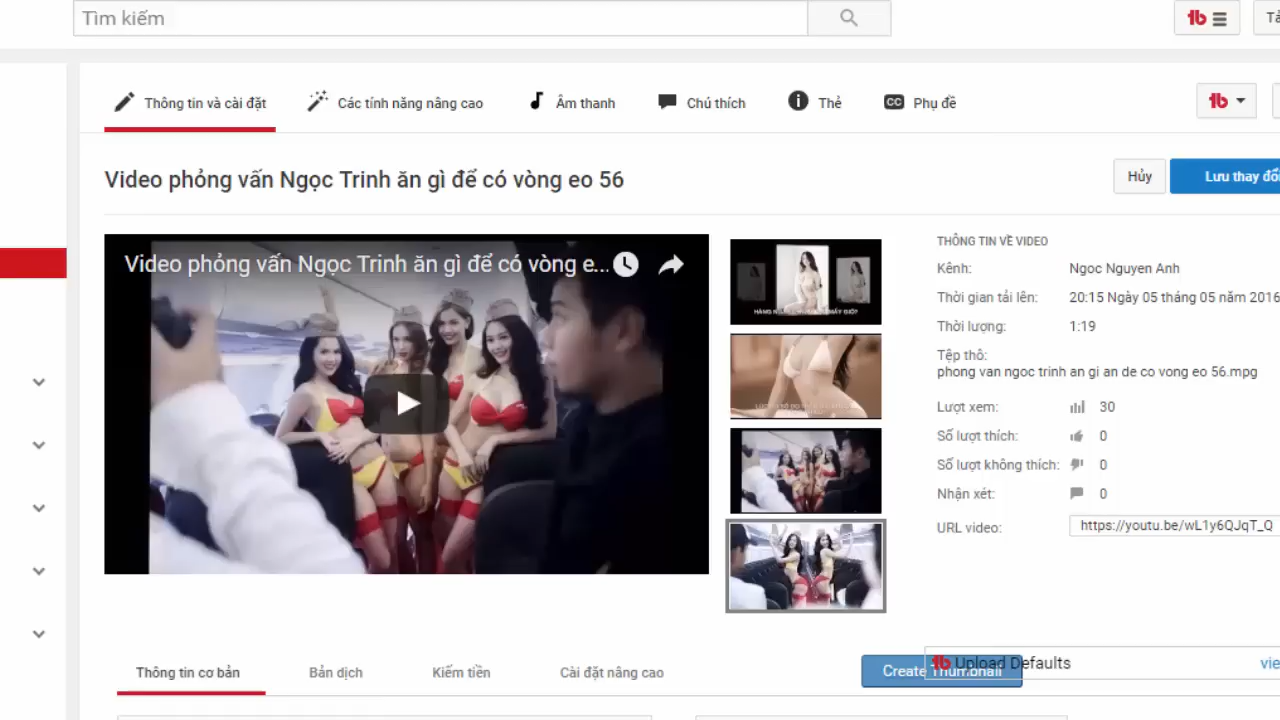 Tìm kiếm
Thông tin và cài đặt
Các tính năng nâng cao
Âm thanh
Chú thích
Thẻ
CC Phụ đề
Video phỏng vấn Ngọc Trinh ăn gì để có vòng eo 56
Hủy
Lưu thay đổi
Video phỏng vấn Ngọc Trinh ăn gì để có vòng e...
THÔNG TIN VỀ VIDEO
Kênh: Ngoc Nguyen Anh
Thời gian tải lên: 20:15 Ngày 05 tháng 05 năm 2016
Thời lượng: 1:19
Tệp thô:
phong van ngoc trinh an gi an de co vong eo 56.mpg
Lượt xem: 30
Số lượt thích: 0
Số lượt không thích: 0
Nhận xét: 0
URL video: https://youtu.be/wL1y6QJqT_Q
Thông tin cơ bản
Bản dịch
Kiếm tiền
Cài đặt nâng cao
Create Thumbnail
Upload Defaults
vie